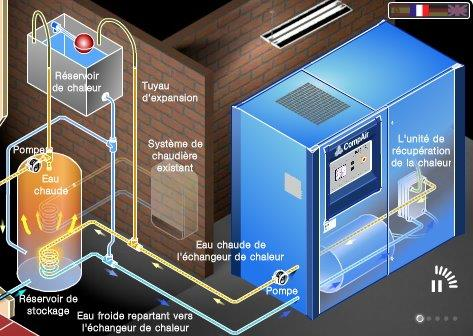 Réservoir
de chaleur
Tuyau
d'expansion
Pompe
Eau
chaude
Système de
chaudière
existant
CompAir
L'unité de
récupération
de la chaleur
Eau chaude de
l'échangeur de chaleur
Pompe
Réservoir de
stockage
Eau froide repartant vers
l'échangeur de chaleur